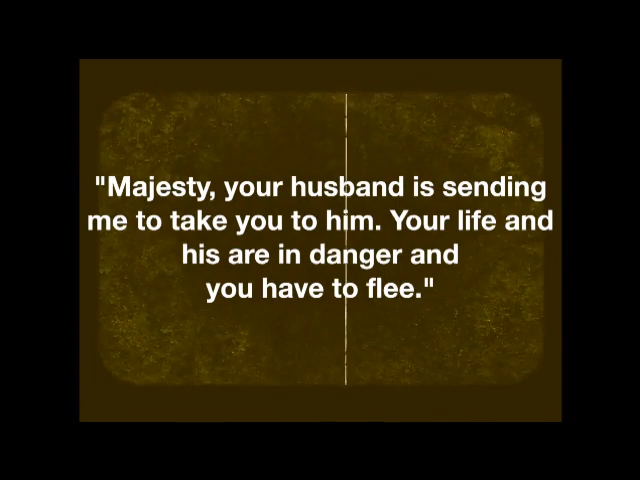 "Majesty, your husband is sending
me to take you to him. Your life and
his are in danger and
you have to flee."